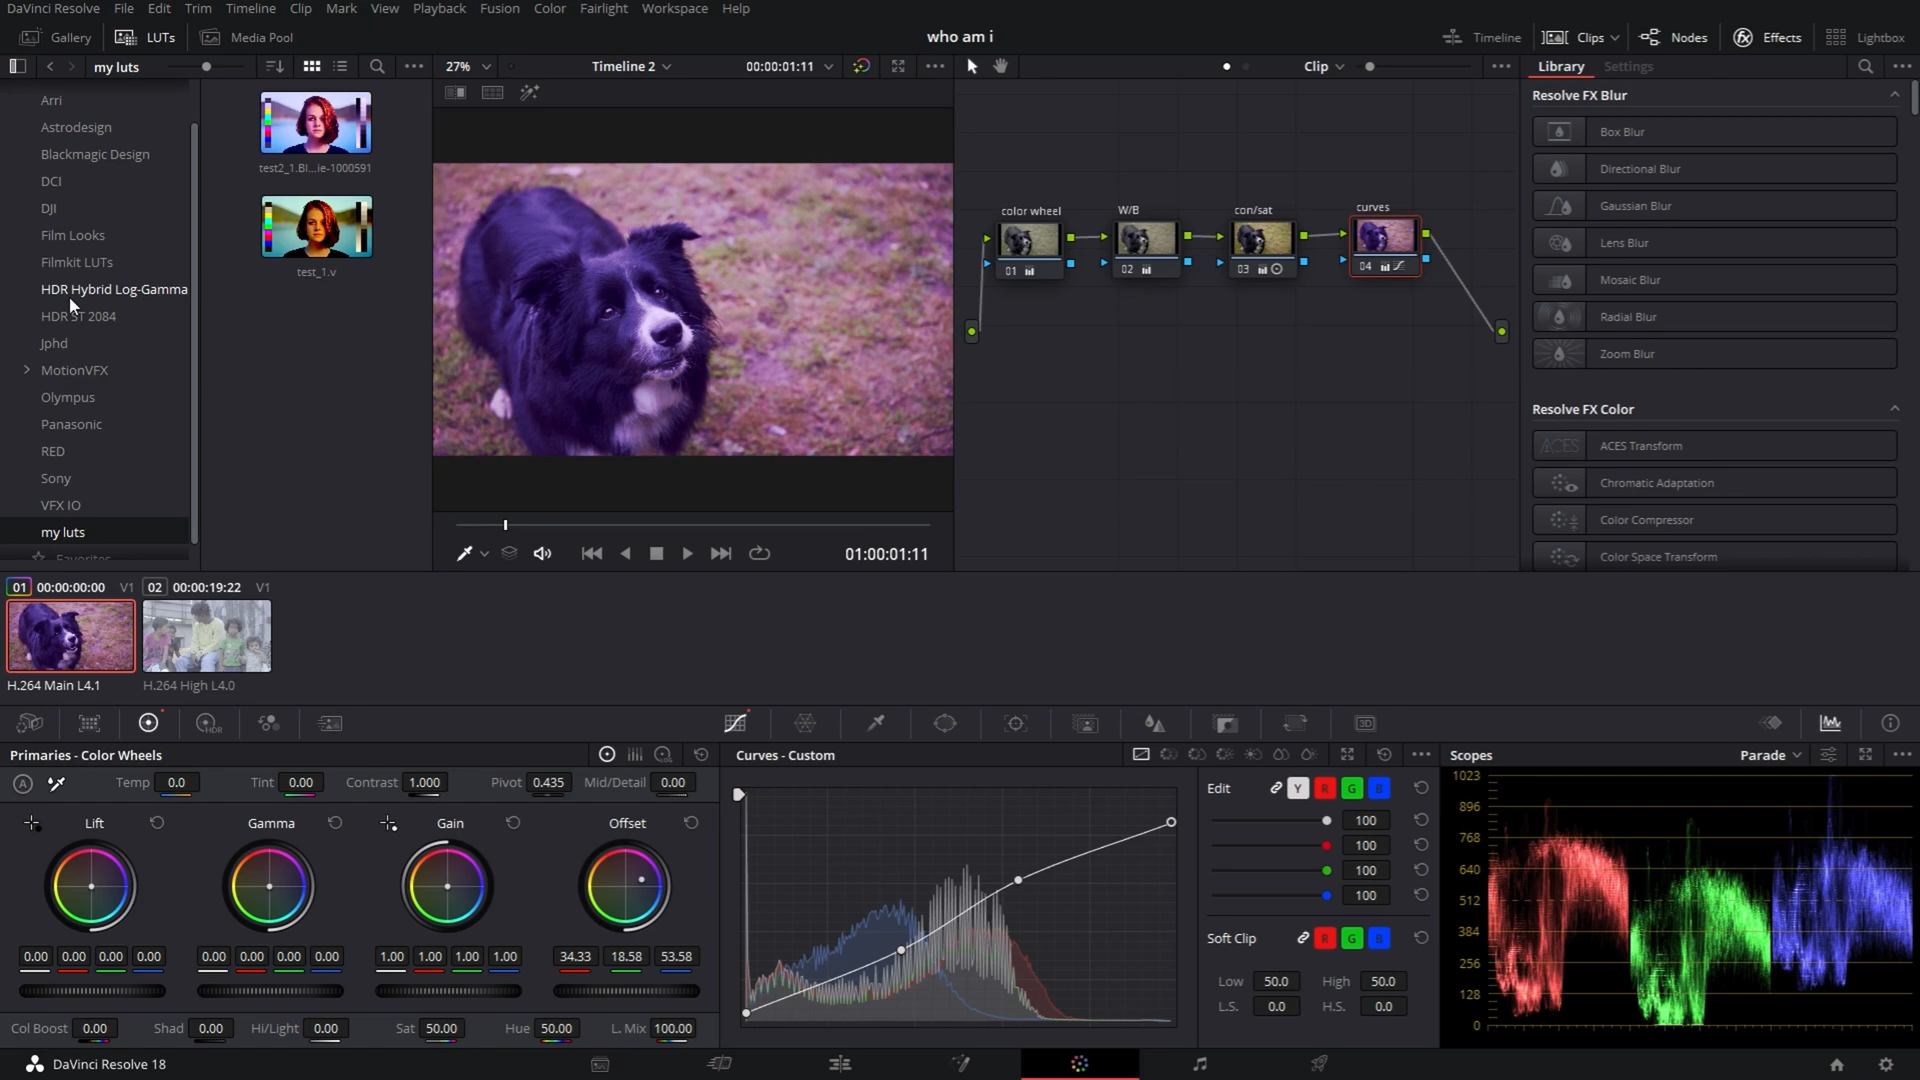 DaVinci Resolve File Edit Trim Timeline Clip Mark View Playback Fusion Color Fairlight Workspace Help
Gallery LUTs Media Pool who am i Timeline Clips Nodes Effects Lightbox
my luts 27% Timeline 2 00:00:01:11 Clip Library Settings
Arri
Astrodesign
Blackmagic Design
DCI
DJI
Film Looks
Filmkit LUTs
HDR Hybrid Log-Gamma
HDR ST 2084
Jphd
MotionVFX
Olympus
Panasonic
RED
Sony
VFX IO
my luts
Favorites
test2_1.Bl...ie-1000591
test_1.v
01:00:01:11
color wheel W/B con/sat curves
01 02 03 04
Resolve FX Blur
Box Blur
Directional Blur
Gaussian Blur
Lens Blur
Mosaic Blur
Radial Blur
Zoom Blur
Resolve FX Color
ACES ACES Transform
Chromatic Adaptation
Color Compressor
Color Space Transform
01 00:00:00:00 V1 02 00:00:19:22 V1
H.264 Main L4.1 H.264 High L4.0
HDR 3D
Primaries - Color Wheels LOG
A Temp 0.0 Tint 0.00 Contrast 1.000 Pivot 0.435 Mid/Detail 0.00
Lift Gamma Gain Offset
0.00 0.00 0.00 0.00 0.00 0.00 0.00 0.00 1.00 1.00 1.00 1.00 34.33 18.58 53.58
Col Boost 0.00 Shad 0.00 Hi/Light 0.00 Sat 50.00 Hue 50.00 L. Mix 100.00
Curves - Custom
Edit Y R G B
100
100
100
100
Soft Clip R G B
Low 50.0 High 50.0
L.S. 0.0 H.S. 0.0
Scopes Parade
1023
896
768
640
512
384
256
128
0
DaVinci Resolve 18